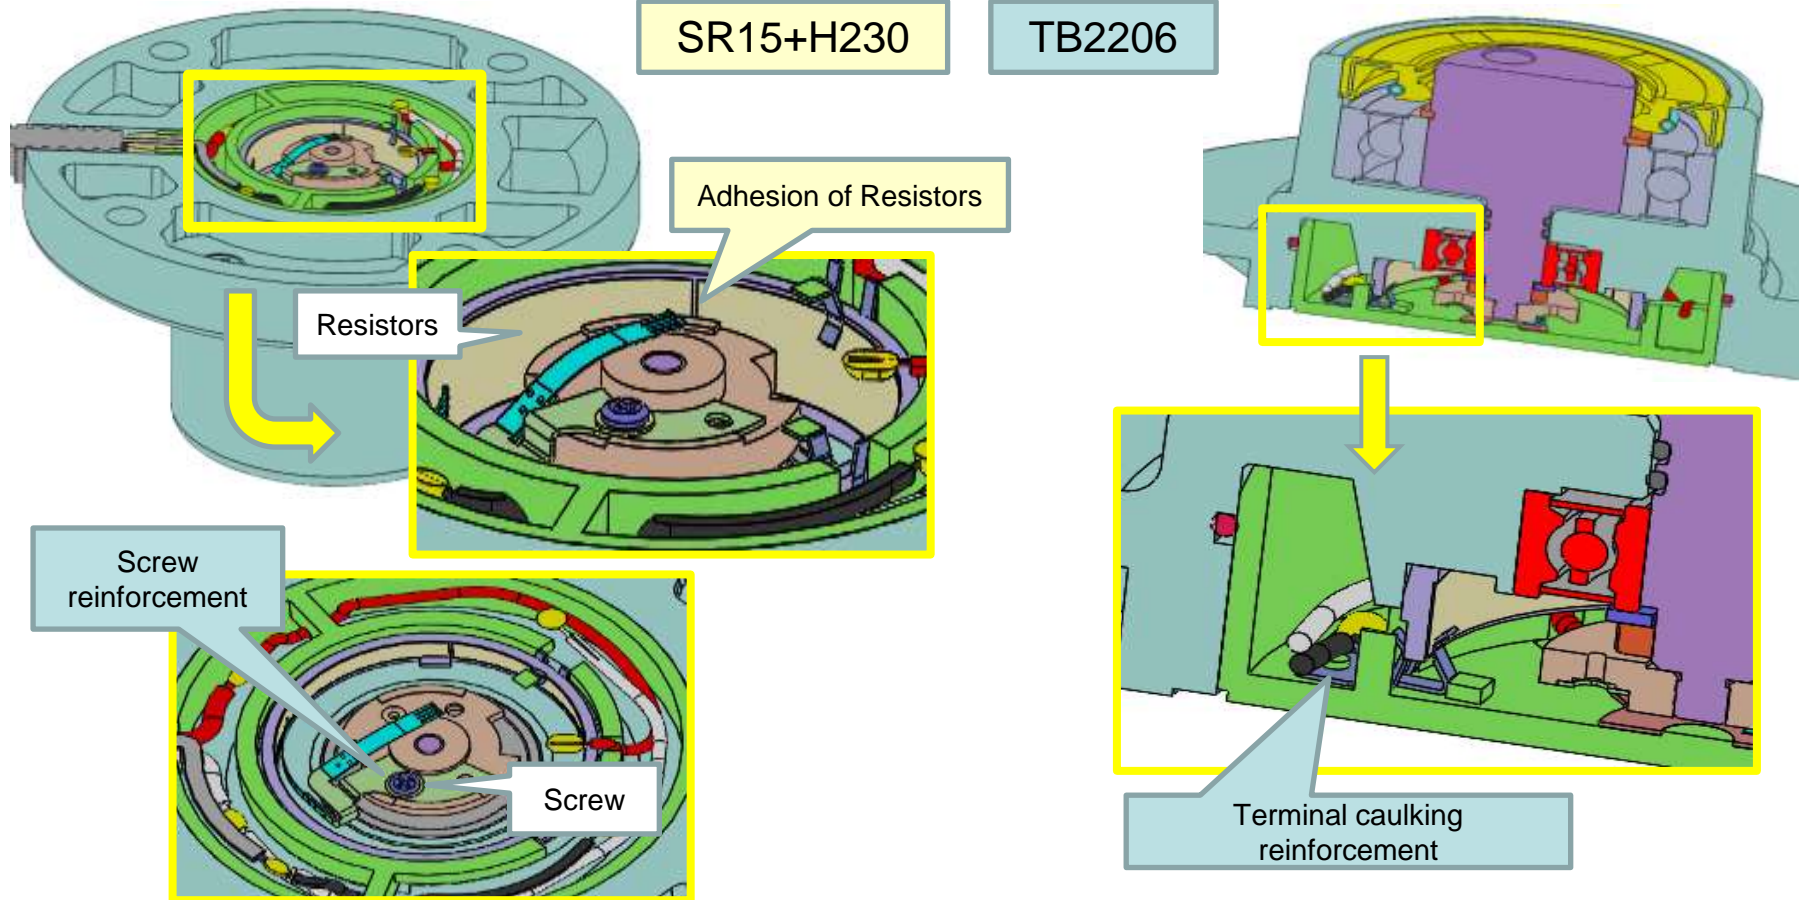 SR15+H230
TB2206
Adhesion of Resistors
Resistors
Screw
reinforcement
Screw
Terminal caulking
reinforcement